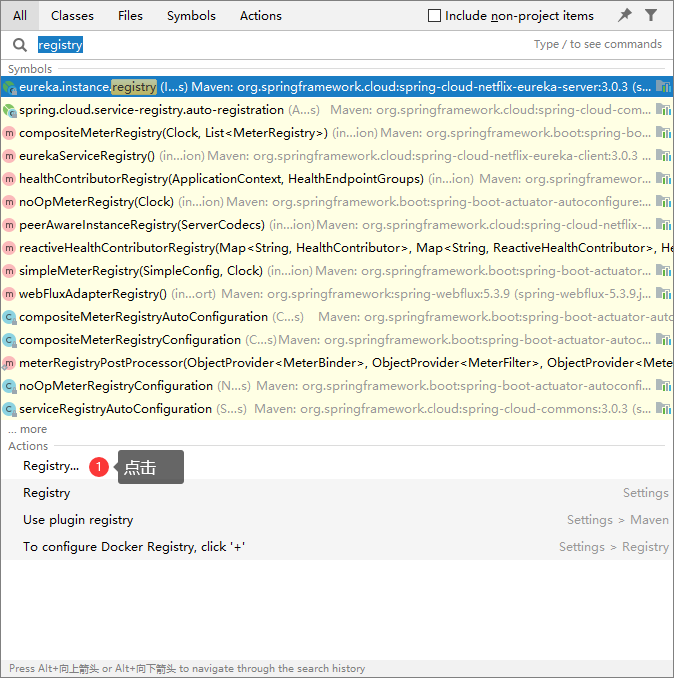 All Classes Files Symbols Actions Include non-project items
registry Type / to see commands
Symbols
eureka.instance.registry (I...s) Maven: org.springframework.cloud:spring-cloud-netflix-eureka-server:3.0.3 (s...
spring.cloud.service-registry.auto-registration (A...s) Maven: org.springframework.cloud:spring-cloud-com...
compositeMeterRegistry(Clock, List<MeterRegistry>) (in...ion) Maven: org.springframework.boot:spring-bo...
eurekaServiceRegistry() (in...ion) Maven: org.springframework.cloud:spring-cloud-netflix-eureka-client:3.0.3 ...
healthContributorRegistry(ApplicationContext, HealthEndpointGroups) (in...ion) Maven: org.springframewor...
noOpMeterRegistry(Clock) (in...ion) Maven: org.springframework.boot:spring-boot-actuator-autoconfigure:...
peerAwareInstanceRegistry(ServerCodecs) (in...ion) Maven: org.springframework.cloud:spring-cloud-netflix-...
reactiveHealthContributorRegistry(Map<String, HealthContributor>, Map<String, ReactiveHealthContributor>, He
simpleMeterRegistry(SimpleConfig, Clock) (in...ion) Maven: org.springframework.boot:spring-boot-actuator...
webFluxAdapterRegistry() (in...ort) Maven: org.springframework:spring-webflux:5.3.9 (spring-webflux-5.3.9.j...
compositeMeterRegistryAutoConfiguration (C...s) Maven: org.springframework.boot:spring-boot-actuator-auto
compositeMeterRegistryConfiguration (C...s) Maven: org.springframework.boot:spring-boot-actuator-autoc
meterRegistryPostProcessor(ObjectProvider<MeterBinder>, ObjectProvider<MeterFilter>, ObjectProvider<Mete
noOpMeterRegistryConfiguration (N...s) Maven: org.springframework.boot:spring-boot-actuator-autoconfi...
serviceRegistryAutoConfiguration (S...s) Maven: org.springframework.cloud:spring-cloud-commons:3.0.3 (s...
... more
Actions
Registry... 1 点击
Registry Settings
Use plugin registry Settings > Maven
To configure Docker Registry, click '+' Settings > Registry
Press Alt+向上箭头 or Alt+向下箭头 to navigate through the search history